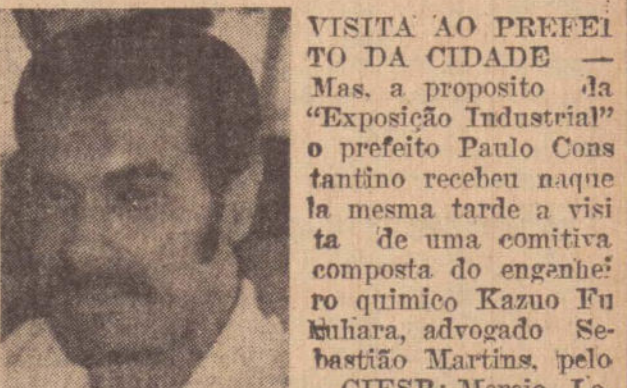 VISITA AO PREFEI
TO DA CIDADE —
Mas, a proposito da
“Exposição Industrial”
o prefeito Paulo Cons
tantino recebeu naque
la mesma tarde a visi
ta de uma comitiva
composta do engenhei
ro quimico Kazuo Fu
kuhara, advogado Se-
bastião Martins, pelo
CIESP;